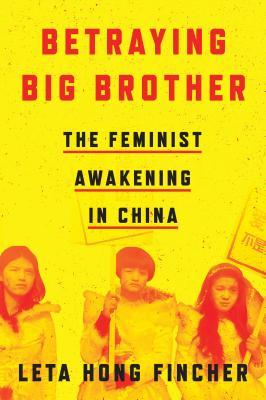 BETRAYING
BIG BROTHER
THE FEMINIST
AWAKENING
IN CHINA
LETA HONG FINCHER